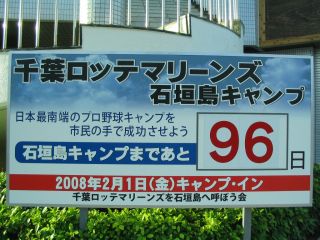 千葉ロッテマリーンズ
石垣島キャンプ
日本最南端のプロ野球キャンプを
市民の手で成功させよう
石垣島キャンプまであと
96日
2008年2月1日(金)キャンプ・イン
千葉ロッテマリーンズを石垣島へ呼ぼう会